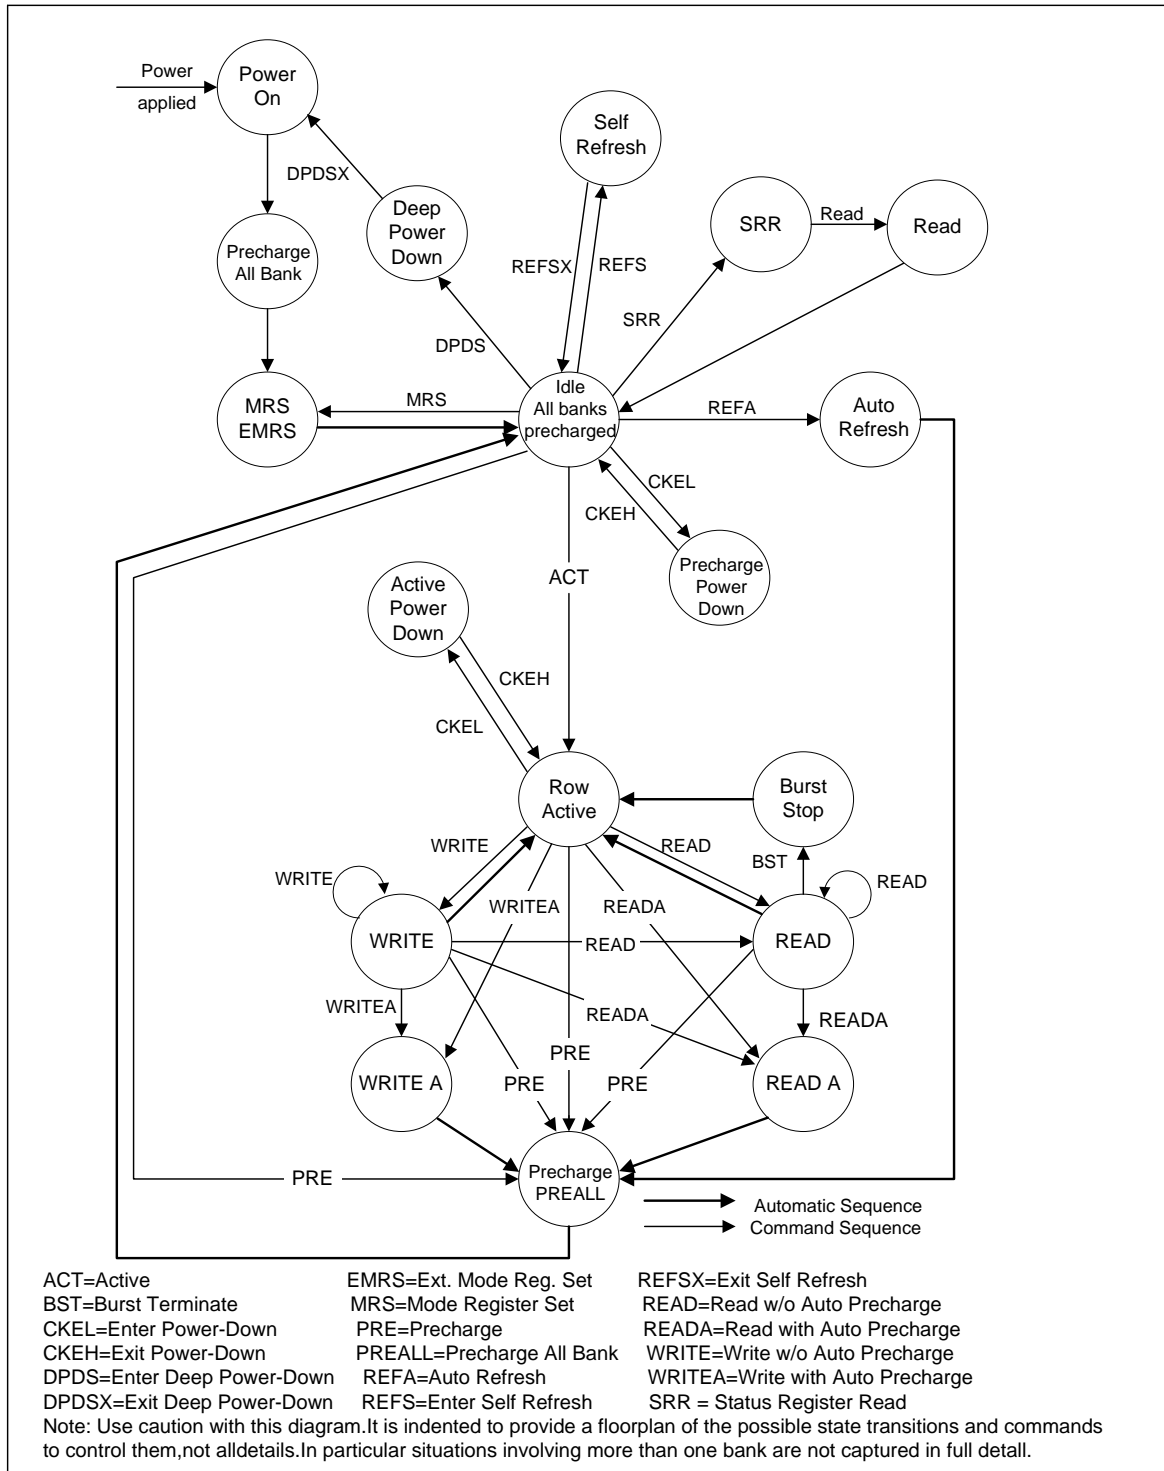 Power
applied
Power
On
Self
Refresh
DPDSX
Deep
Power
Down
SRR
Read
Read
Precharge
All Bank
REFSX
REFS
SRR
DPDS
MRS
EMRS
MRS
Idle
All banks
precharged
REFA
Auto
Refresh
CKEL
CKEH
ACT
Precharge
Power
Down
Active
Power
Down
CKEH
CKEL
Row
Active
Burst
Stop
WRITE
READ
BST
WRITE
READ
WRITEA
READA
WRITE
READ
READ
WRITEA
READA
READA
PRE
WRITE A
PRE
PRE
READ A
PRE
Precharge
PREALL
Automatic Sequence
Command Sequence
ACT=Active EMRS=Ext. Mode Reg. Set REFSX=Exit Self Refresh
BST=Burst Terminate MRS=Mode Register Set READ=Read w/o Auto Precharge
CKEL=Enter Power-Down PRE=Precharge READA=Read with Auto Precharge
CKEH=Exit Power-Down PREALL=Precharge All Bank WRITE=Write w/o Auto Precharge
DPDS=Enter Deep Power-Down REFA=Auto Refresh WRITEA=Write with Auto Precharge
DPDSX=Exit Deep Power-Down REFS=Enter Self Refresh SRR = Status Register Read
Note: Use caution with this diagram.It is indented to provide a floorplan of the possible state transitions and commands
to control them,not alldetails.In particular situations involving more than one bank are not captured in full detall.